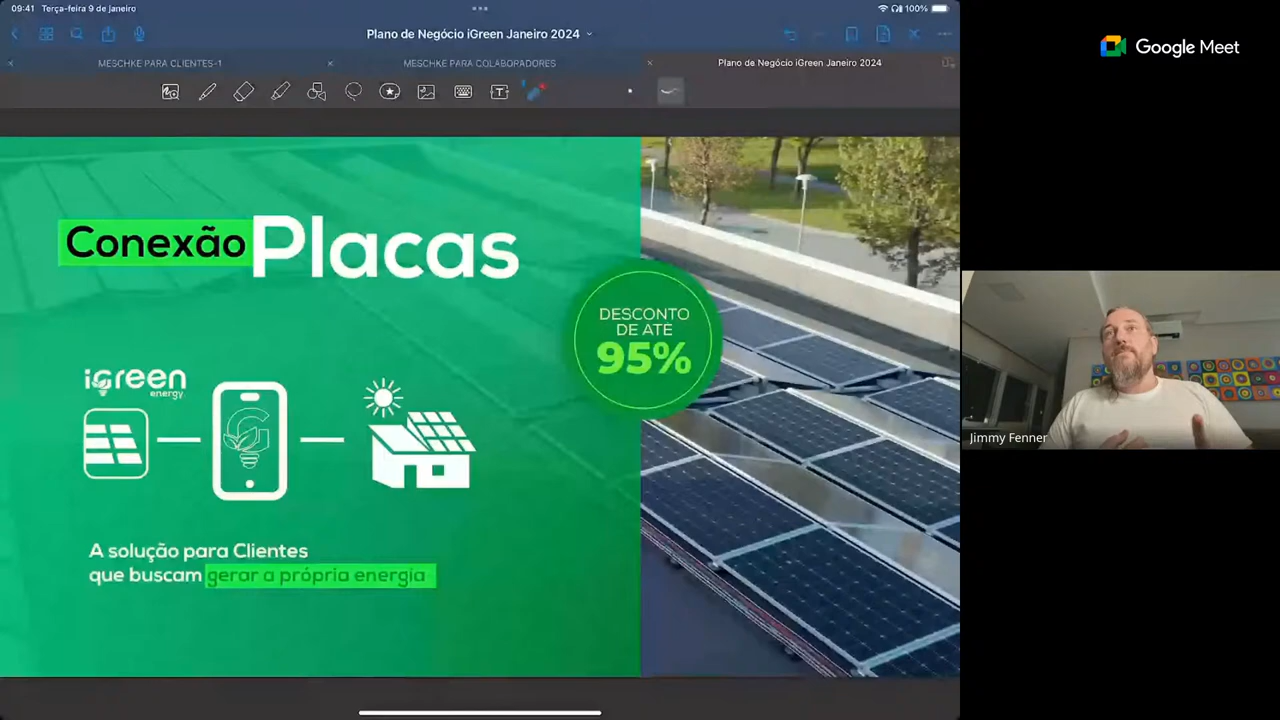 09:41 Terça-feira 9 de janeiro
100%
Plano de Negócio iGreen Janeiro 2024
MESCHKE PARA CLIENTES-1
MESCHKE PARA COLABORADORES
Plano de Negócio iGreen Janeiro 2024
Google Meet
Conexão Placas
DESCONTO
DE ATÉ
95%
iGreen
energy
A solução para Clientes
que buscam gerar a própria energia
Jimmy Fenner